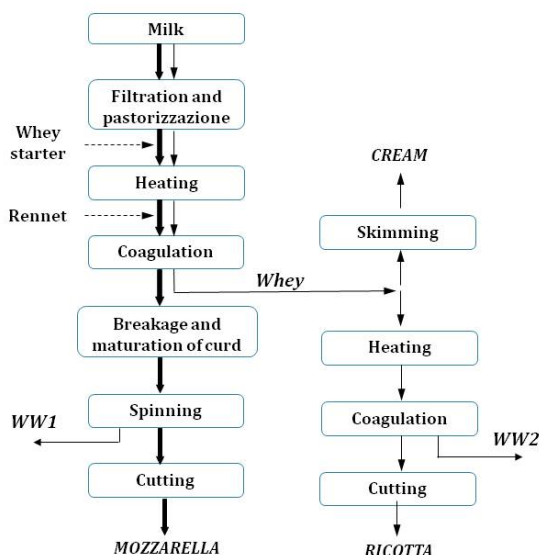 Milk
Filtration and
pastorizzazione
Whey
starter
Heating
Rennet
Coagulation
Whey
Breakage and
maturation of curd
Spinning
WW1
Cutting
MOZZARELLA
CREAM
Skimming
Heating
Coagulation
WW2
Cutting
RICOTTA